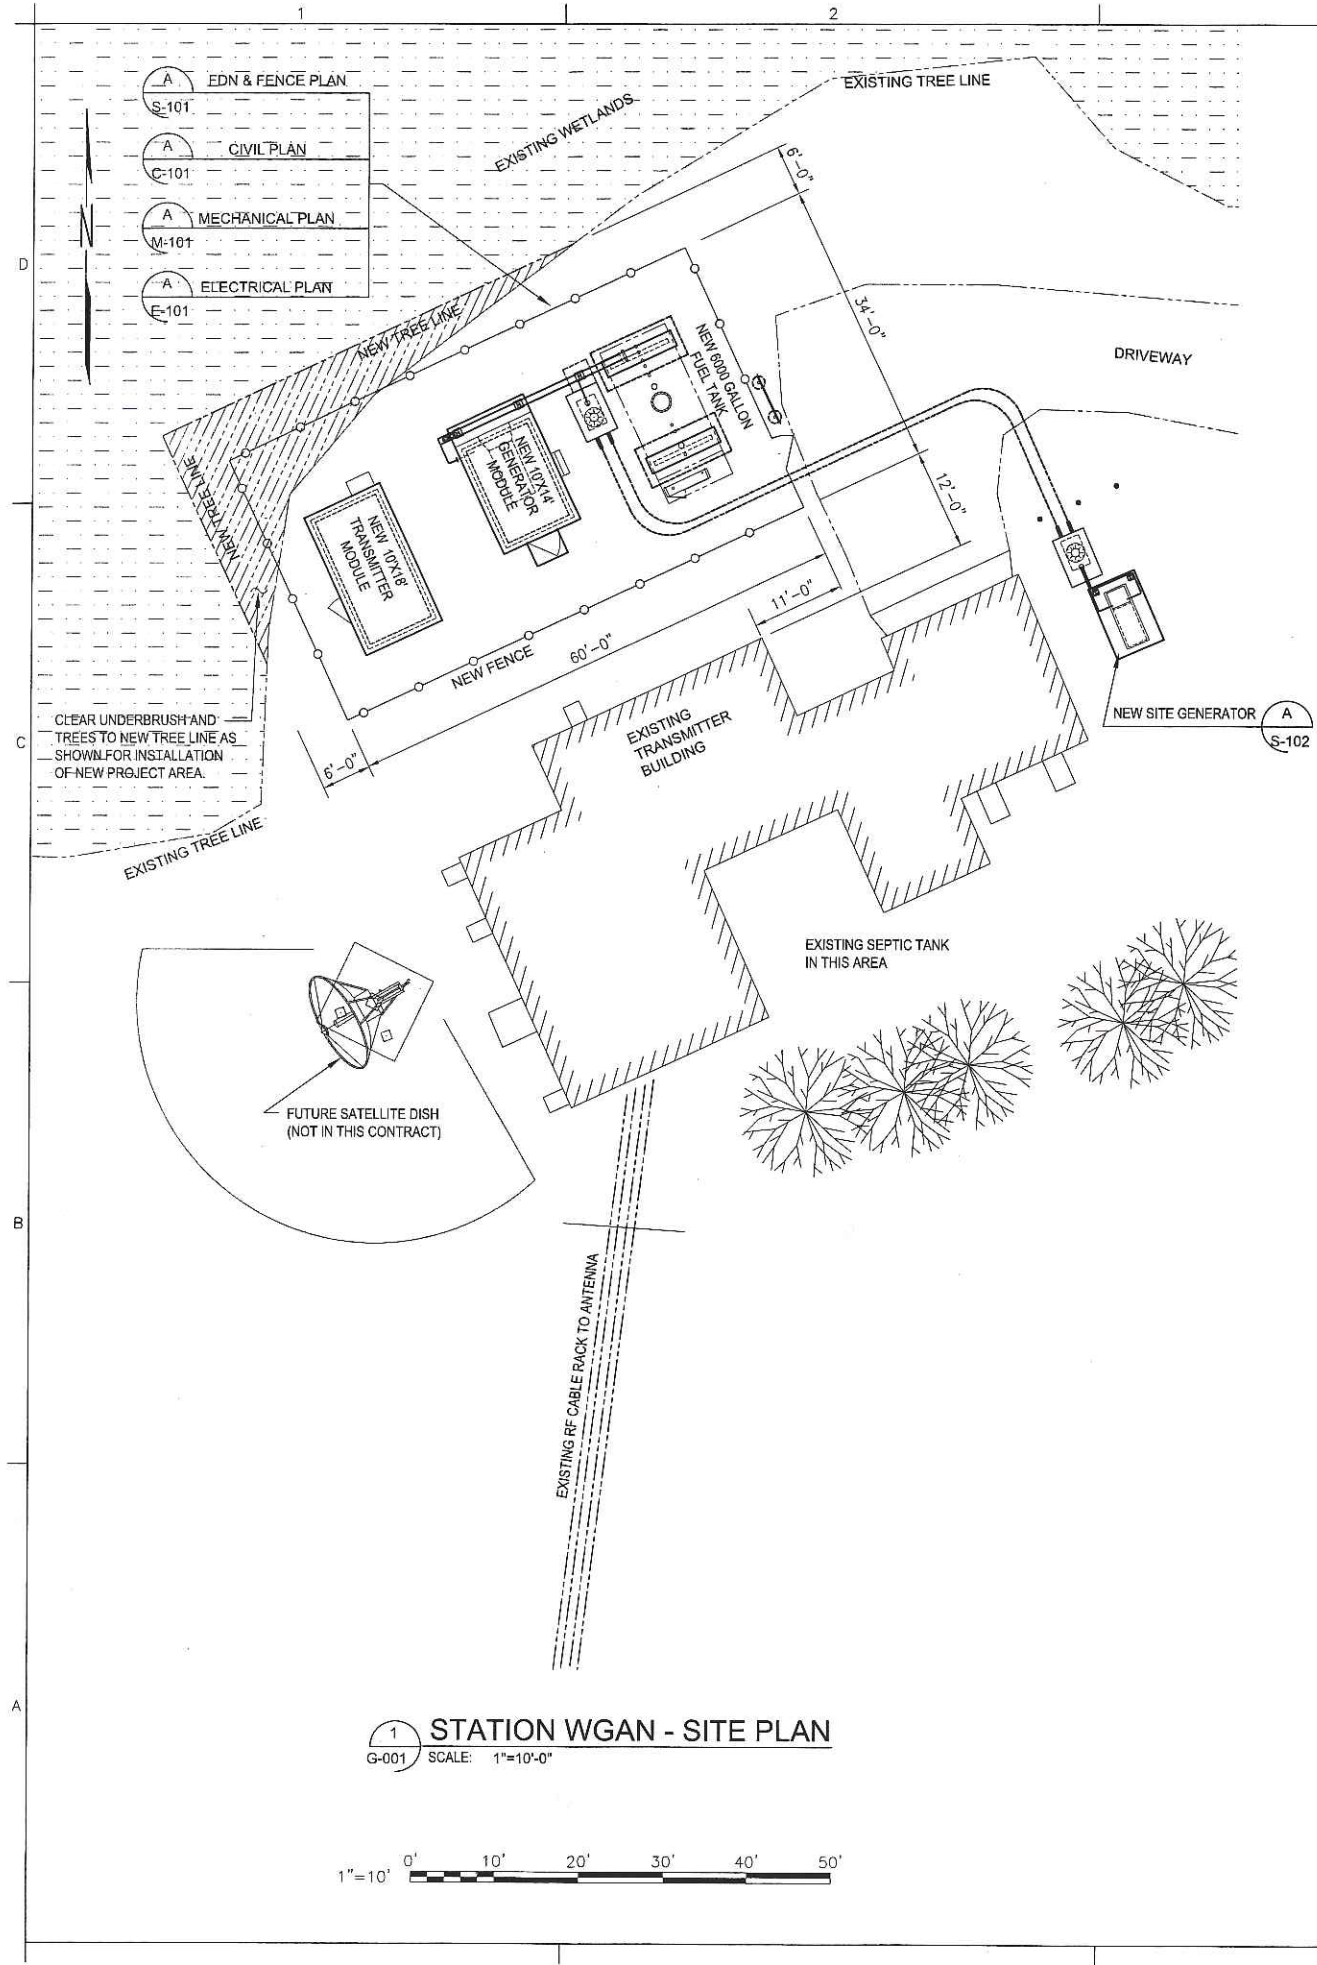 1
2
D
C
B
A
A
FDN & FENCE PLAN
S-101
A
CIVIL PLAN
C-101
A
MECHANICAL PLAN
M-101
A
ELECTRICAL PLAN
E-101
N
EXISTING WETLANDS
EXISTING TREE LINE
6'-0"
34'-0"
12'-0"
DRIVEWAY
NEW TREE LINE
NEW TREE LINE
NEW 6000 GALLON
FUEL TANK
NEW 10'X14'
GENERATOR
MODULE
NEW 10'X18'
TRANSMITTER
MODULE
11'-0"
60'-0"
NEW FENCE
6'-0"
EXISTING
TRANSMITTER
BUILDING
NEW SITE GENERATOR
A
S-102
CLEAR UNDERBRUSH AND
TREES TO NEW TREE LINE AS
SHOWN FOR INSTALLATION
OF NEW PROJECT AREA.
EXISTING TREE LINE
EXISTING SEPTIC TANK
IN THIS AREA
FUTURE SATELLITE DISH
(NOT IN THIS CONTRACT)
EXISTING RF CABLE RACK TO ANTENNA
1
G-001
STATION WGAN - SITE PLAN
SCALE: 1"=10'-0"
1"=10'
0' 10' 20' 30' 40' 50'